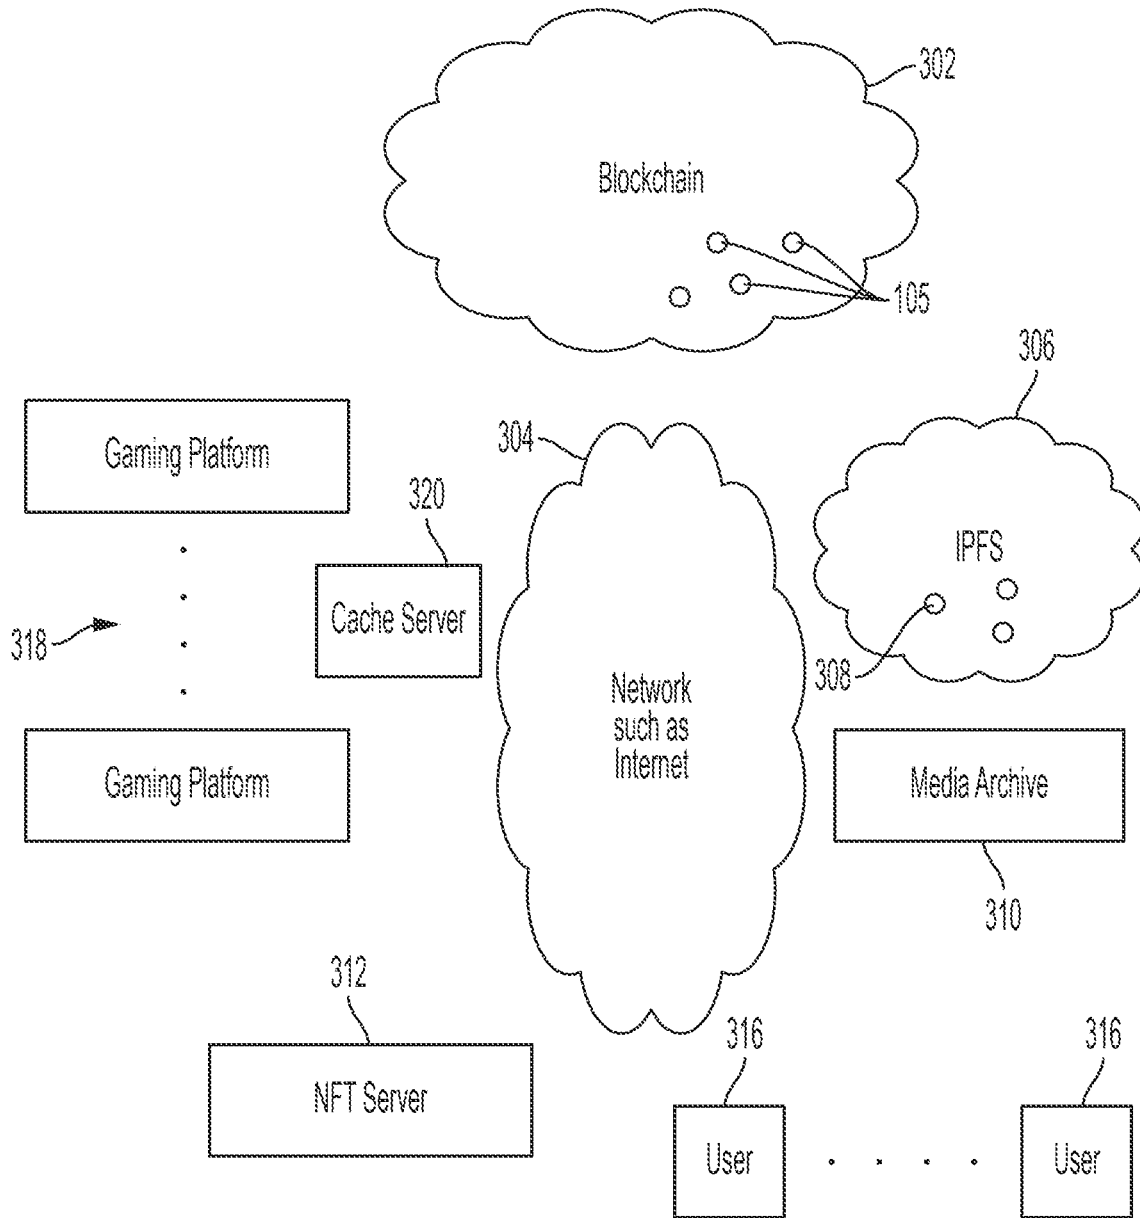 302
Blockchain
105
306
Gaming Platform
304
320
IPFS
Cache Server
318
308
Network
such as
Internet
Gaming Platform
Media Archive
310
312
316
316
NFT Server
User
User